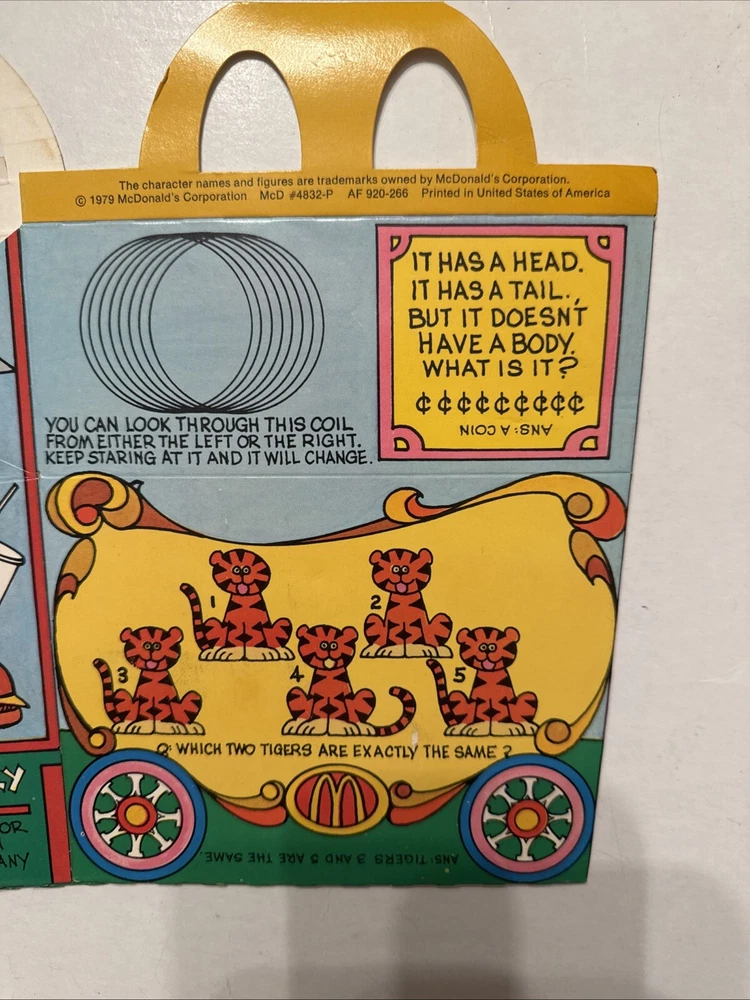 The character names and figures are trademarks owned by McDonald's Corporation.
© 1979 McDonald's Corporation McD #4832-P AF 920-266 Printed in United States of America
YOU CAN LOOK THROUGH THIS COIL
FROM EITHER THE LEFT OR THE RIGHT.
KEEP STARING AT IT AND IT WILL CHANGE.
IT HAS A HEAD.
IT HAS A TAIL.,
BUT IT DOESN'T
HAVE A BODY.
WHAT IS IT?
¢¢¢¢¢¢¢¢¢
ANS: A COIN
1
2
3
4
5
Q: WHICH TWO TIGERS ARE EXACTLY THE SAME?
M
ANS: TIGERS 3 AND 5 ARE THE SAME.
LY
OR
ANY